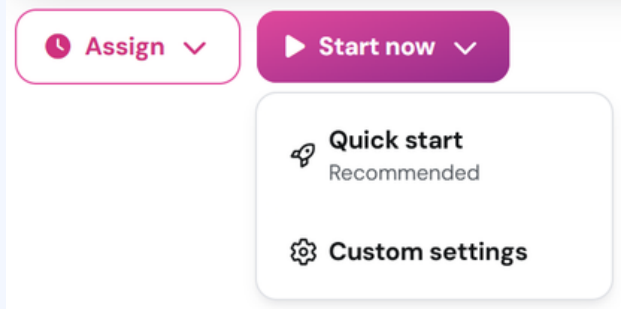 Assign
Start now
Quick start
Recommended
Custom settings